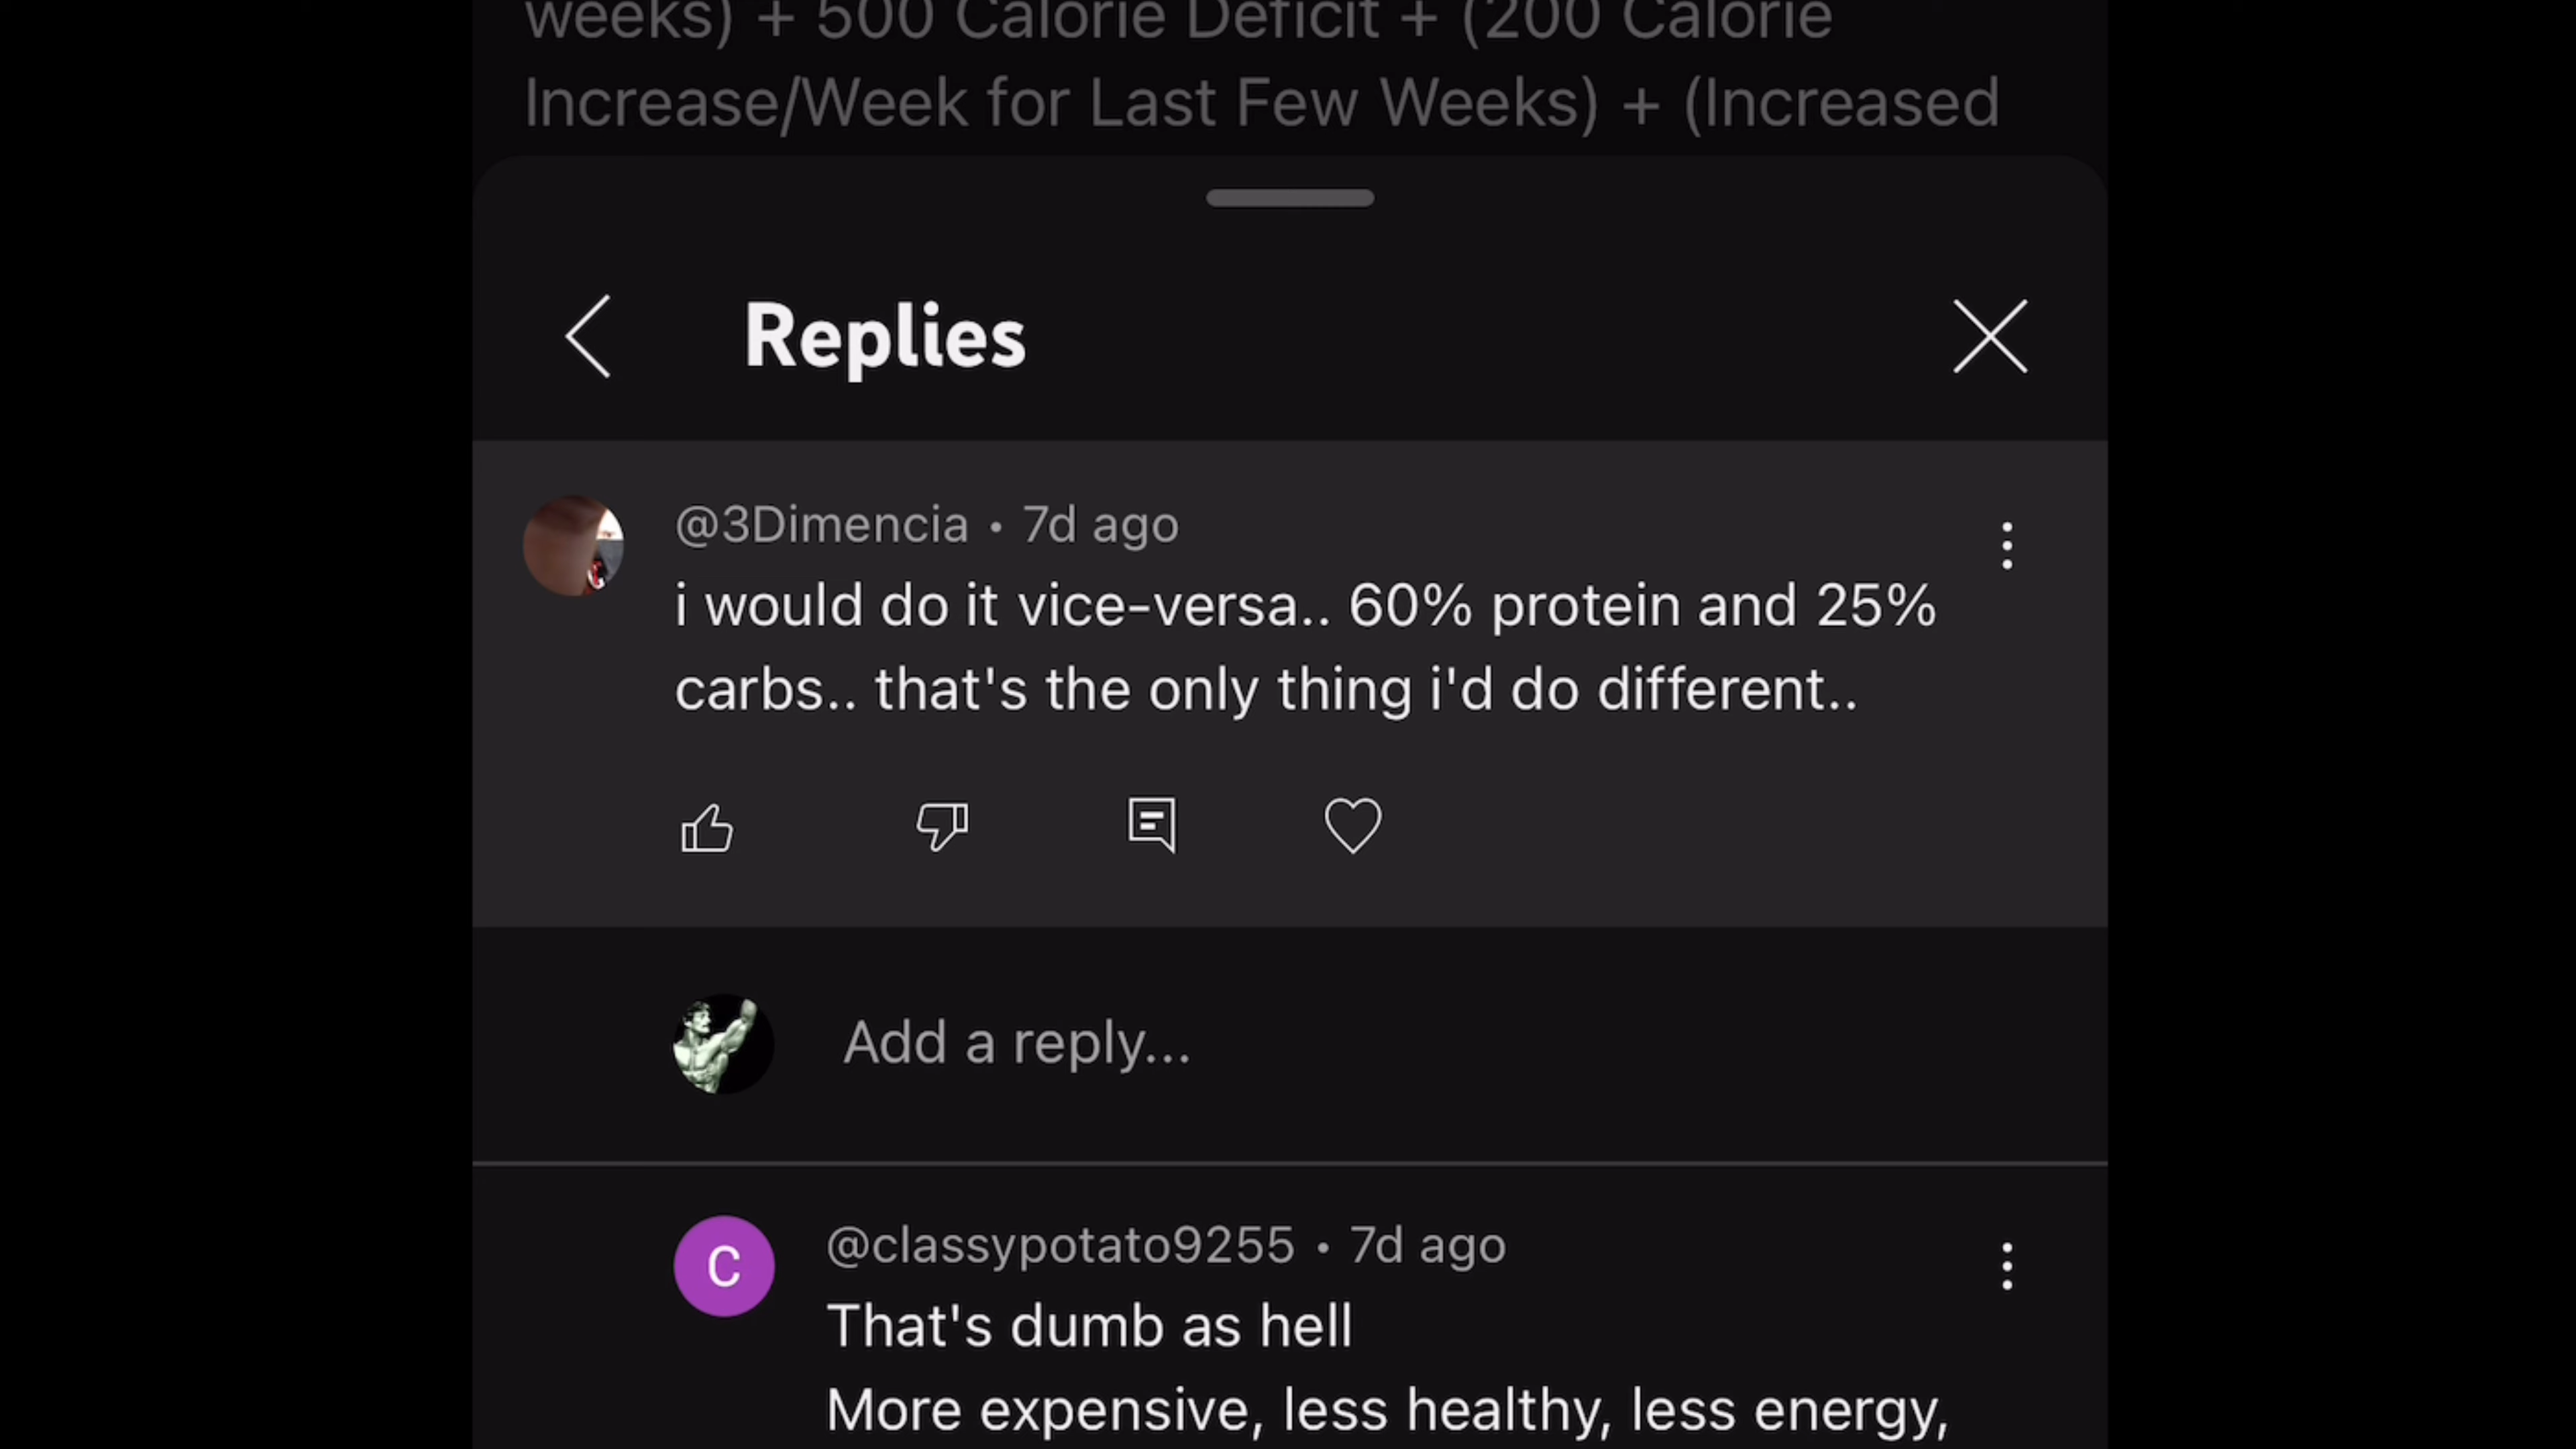 weeks) + 500 Calorie Deficit + (200 Calorie
Increase/Week for Last Few Weeks) + (Increased
Replies
@3Dimencia • 7d ago
i would do it vice-versa.. 60% protein and 25%
carbs.. that's the only thing i'd do different..
Add a reply...
@classypotato9255 • 7d ago
C
That's dumb as hell
More expensive, less healthy, less energy,